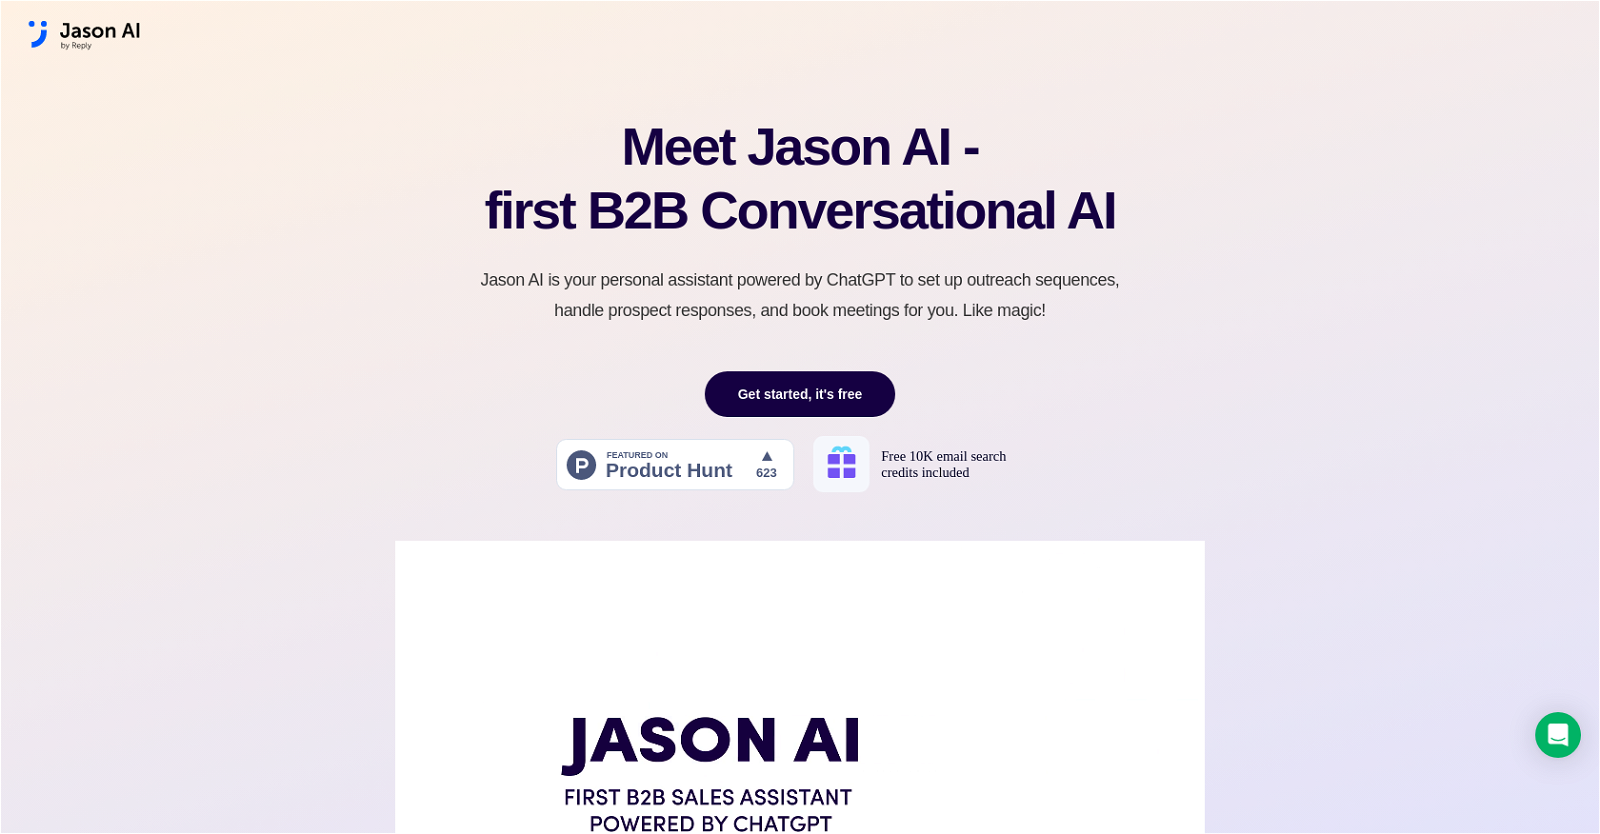 Jason AI
by Reply
Meet Jason AI -
first B2B Conversational AI
Jason AI is your personal assistant powered by ChatGPT to set up outreach sequences,
handle prospect responses, and book meetings for you. Like magic!
Get started, it's free
FEATURED ON
Product Hunt
623
Free 10K email search
credits included
JASON AI
FIRST B2B SALES ASSISTANT
POWERED BY CHATGPT